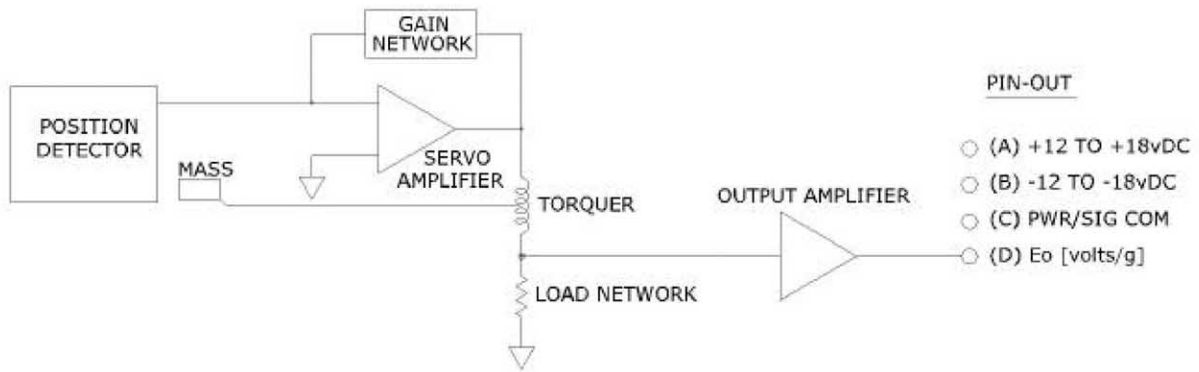 GAIN
NETWORK
PIN-OUT
POSITION
DETECTOR
SERVO
AMPLIFIER
MASS
TORQUER
OUTPUT AMPLIFIER
(A) +12 TO +18vDC
(B) -12 TO -18vDC
(C) PWR/SIG COM
(D) Eo [volts/g]
LOAD NETWORK